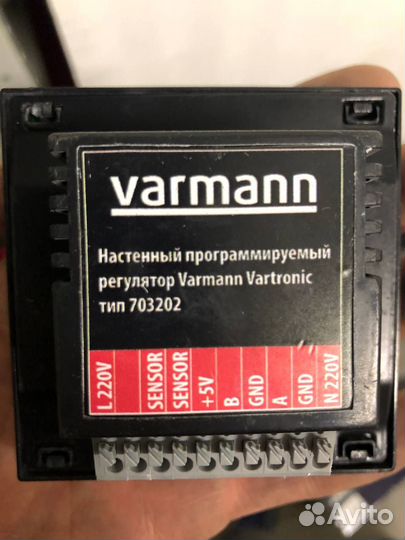 varmann
Настенный программируемый
регулятор Varmann Vartronic
тип 703202
L 220V
SENSOR
SENSOR
+5V
B
GND
A
GND
N 220V
Avito